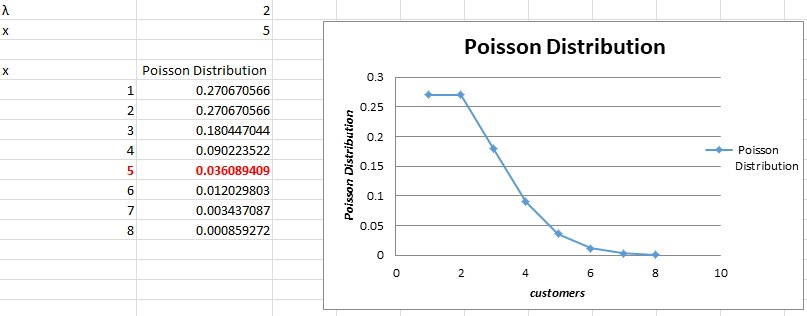 λ 2
x 5
x Poisson Distribution
1 0.270670566
2 0.270670566
3 0.180447044
4 0.090223522
5 0.036089409
6 0.012029803
7 0.003437087
8 0.000859272
Poisson Distribution
0.3
0.25
0.2
0.15
0.1
0.05
0
Poisson Distribution
0 2 4 6 8 10
customers
Poisson
Distribution